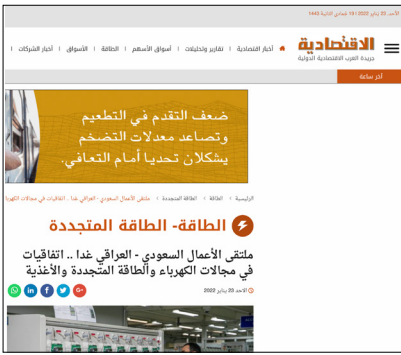 الأحد, 23 يناير 2022 | 19 جمادى الثانية 1443
الاقتصادية
جريدة العرب الاقتصادية الدولية
أخبار اقتصادية | تقارير وتحليلات | أسواق الأسهم | الطاقة | الأسواق | أخبار الشركات |
آخر ساعة
ضعف التقدم في التطعيم
وتصاعد معدلات التضخم
يشكلان تحديا أمام التعافي.
الرئيسية > الطاقة > الطاقة المتجددة > ملتقى الأعمال السعودي - العراقي غدا .. اتفاقيات في مجالات الكهرباء
الطاقة- الطاقة المتجددة
ملتقى الأعمال السعودي - العراقي غدا .. اتفاقيات
في مجالات الكهرباء والطاقة المتجددة والأغذية
الاحد 23 يناير 2022